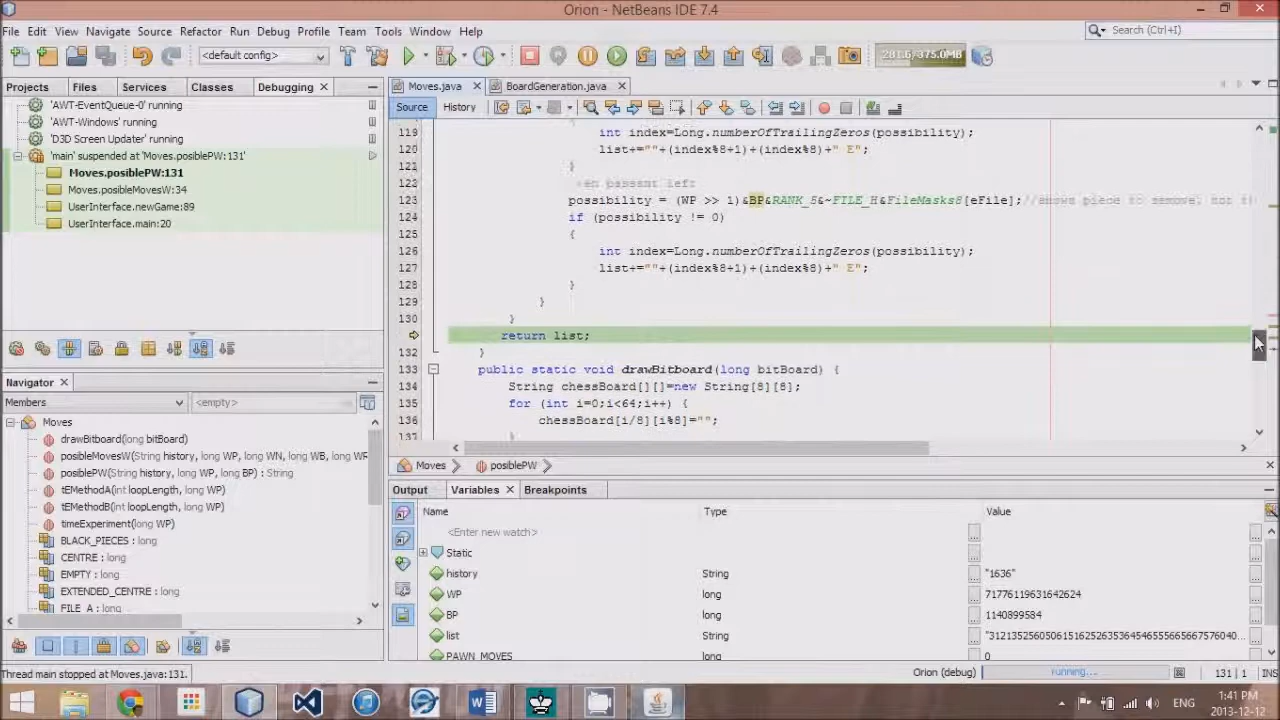 Orion - NetBeans IDE 7.4
File Edit View Navigate Source Refactor Run Debug Profile Team Tools Window Help
Search (Ctrl+I)
<default config>
Projects Files Services Classes Debugging
Moves.java BoardGeneration.java
Source History
'AWT-EventQueue-0' running
'AWT-Windows' running
'D3D Screen Updater' running
'main' suspended at 'Moves.posiblePW:131'
Moves.posiblePW:131
Moves.posibleMovesW:34
UserInterface.newGame:89
UserInterface.main:20
119 int index=Long.numberOfTrailingZeros(possibility);
120 list+=""+(index%8+1)+(index%8)+" E";
121 }
122 en passant left
123 possibility = (WP >> 1)&BP&RANK_5&~FILE_H&FileMasks8[eFile];//shows piece to remove, not
124 if (possibility != 0)
125 {
126 int index=Long.numberOfTrailingZeros(possibility);
127 list+=""+(index%8+1)+(index%8)+" E";
128 }
129 }
130 }
return list;
132 }
133 public static void drawBitboard(long bitBoard) {
134 String chessBoard[][]=new String[8][8];
135 for (int i=0;i<64;i++) {
136 chessBoard[i/8][i%8]="";
137 }
Moves posiblePW
Navigator
Members <empty>
Moves
drawBitboard(long bitBoard)
posibleMovesW(String history, long WP, long WN, long WB, long WR
posiblePW(String history, long WP, long BP) : String
tEMethodA(int loopLength, long WP)
tEMethodB(int loopLength, long WP)
timeExperiment(long WP)
BLACK_PIECES : long
CENTRE : long
EMPTY : long
EXTENDED_CENTRE : long
FILE_A : long
Output Variables Breakpoints
Name Type Value
<Enter new watch>
Static
history String "1636"
WP long 71776119631642624
BP long 1140899584
list String
PAWN_MOVES long 0
Thread main stopped at Moves.java:131.
Orion (debug) running... 131 | 1 INS
ENG
1:41 PM
2013-12-12